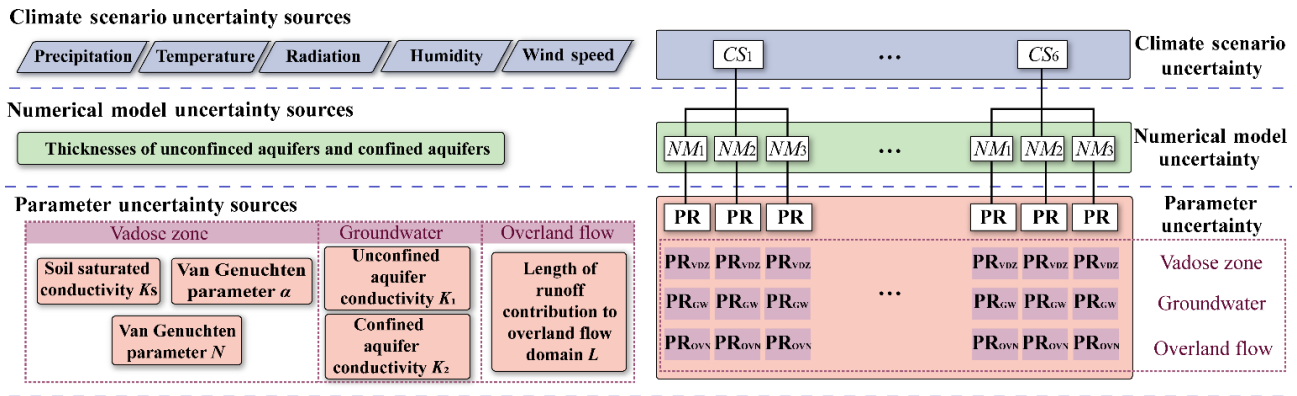 Climate scenario uncertainty sources
Precipitation
Temperature
Radiation
Humidity
Wind speed
Numerical model uncertainty sources
Thicknesses of unconfinced aquifers and confined aquifers
Parameter uncertainty sources
Vadose zone
Groundwater
Overland flow
Soil saturated
conductivity Ks
Van Genuchten
parameter α
Van Genuchten
parameter N
Unconfined
aquifer
conductivity K₁
Confined
aquifer
conductivity K₂
Length of
runoff
contribution to
overland flow
domain L
CS₁
...
CS₆
Climate scenario
uncertainty
NM₁ NM₂ NM₃
...
NM₁ NM₂ NM₃
Numerical model
uncertainty
PR PR PR
PR PR PR
Parameter
uncertainty
PRVDZ PRVDZ PRVDZ
PRVDZ PRVDZ PRVDZ
Vadose zone
PRGW PRGW PRGW
...
PRGW PRGW PRGW
Groundwater
PROVN PROVN PROVN
PROVN PROVN PROVN
Overland flow